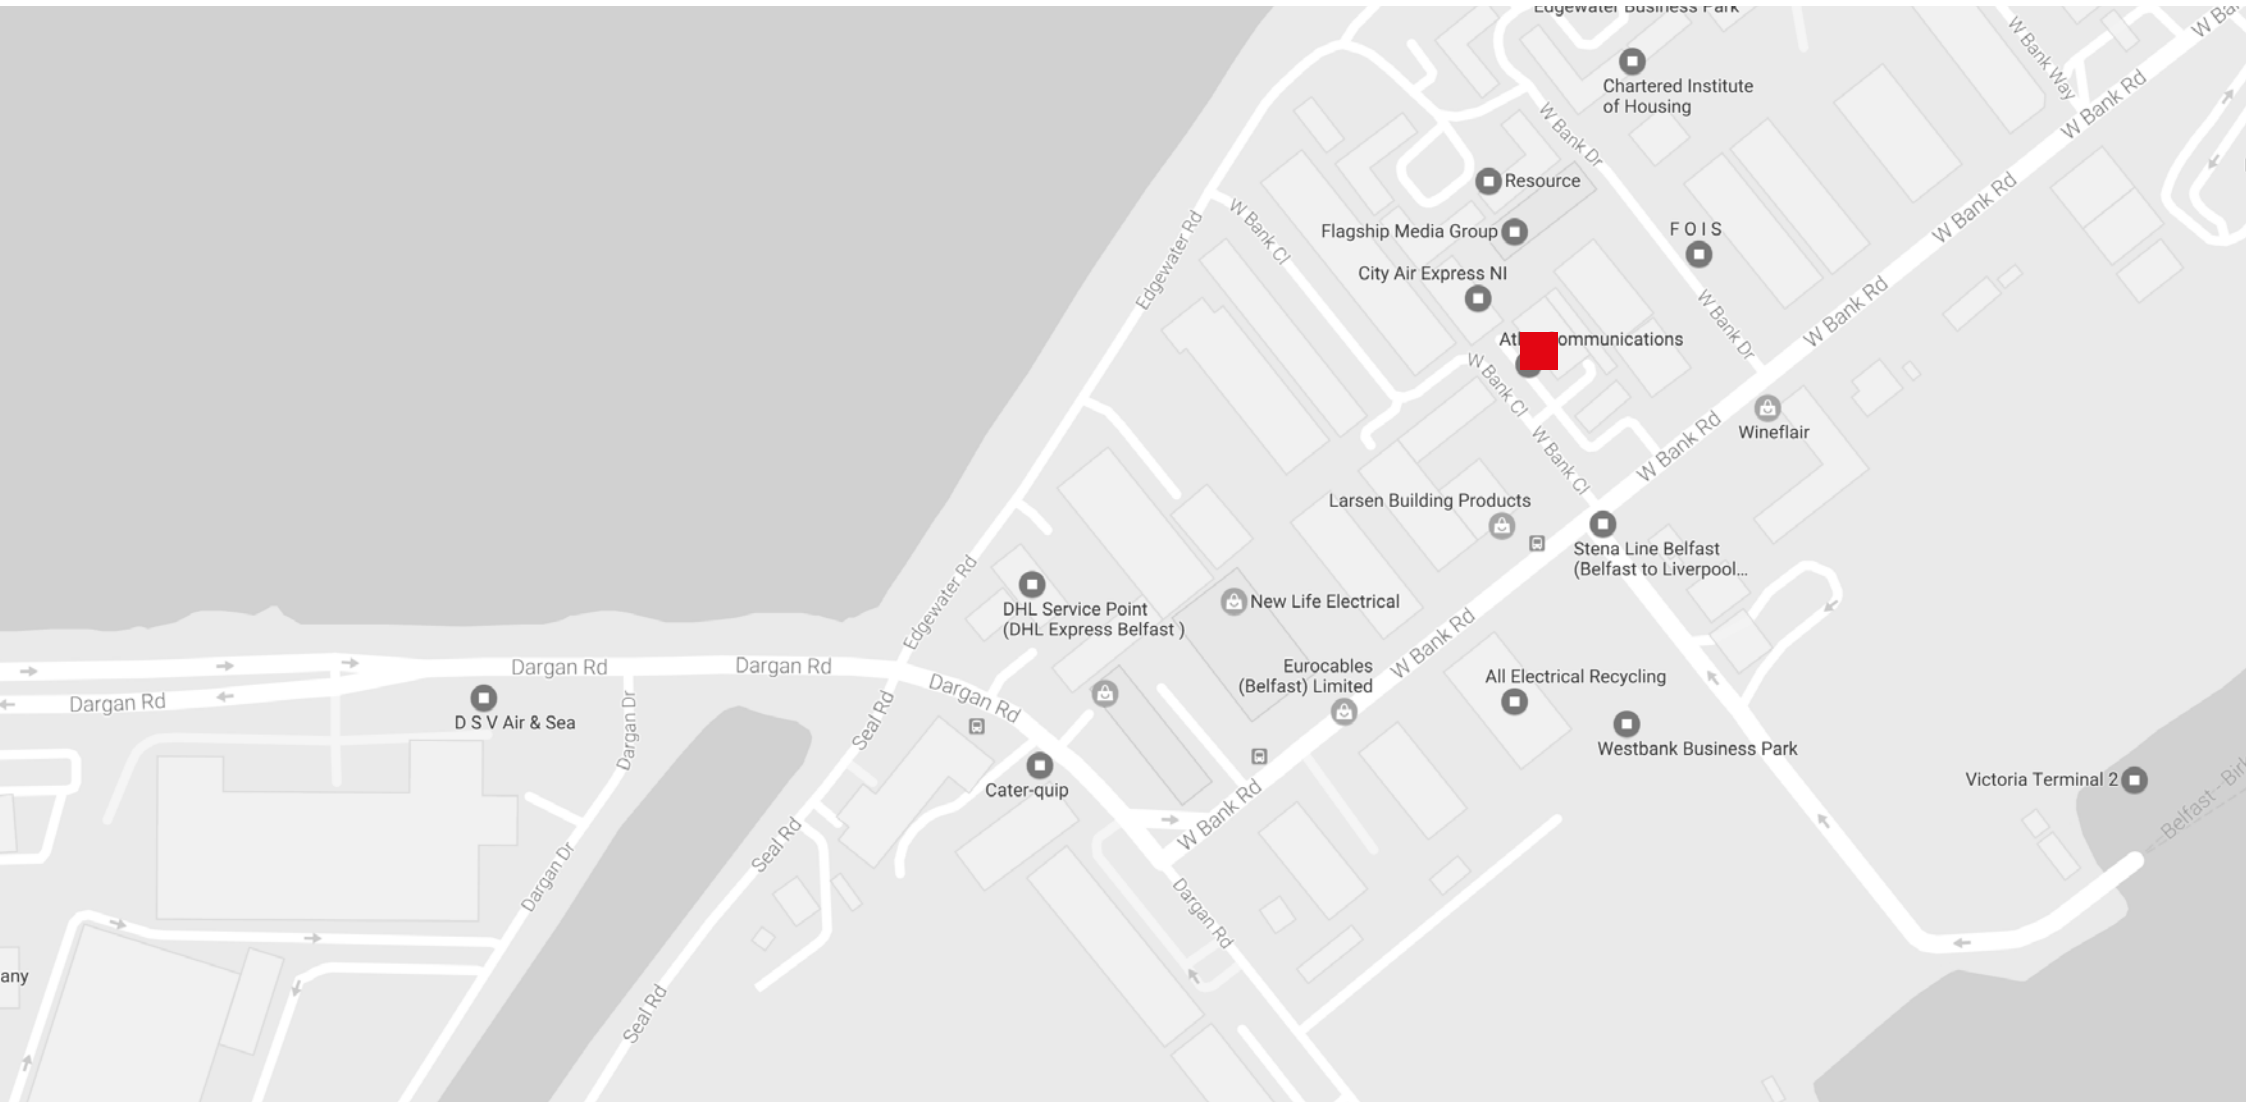 Edgewater Business Park
W Bank Way
Chartered Institute
of Housing
W Bank Rd
W Bank Dr
Resource
W Bank Rd
Flagship Media Group
F O I S
W Bank Cl
Edgewater Rd
City Air Express NI
W Bank Rd
W Bank Dr
W Bank Cl
W Bank Rd
Wineflair
W Bank Cl
Larsen Building Products
Stena Line Belfast
(Belfast to Liverpool...
Edgewater Rd
DHL Service Point
(DHL Express Belfast )
New Life Electrical
W Bank Rd
Eurocables
(Belfast) Limited
All Electrical Recycling
Dargan Rd
Dargan Rd
Dargan Rd
Dargan Rd
D S V Air & Sea
Dargan Dr
Seal Rd
Westbank Business Park
Cater-quip
Victoria Terminal 2
W Bank Rd
Seal Rd
Dargan Dr
Dargan Rd
Seal Rd